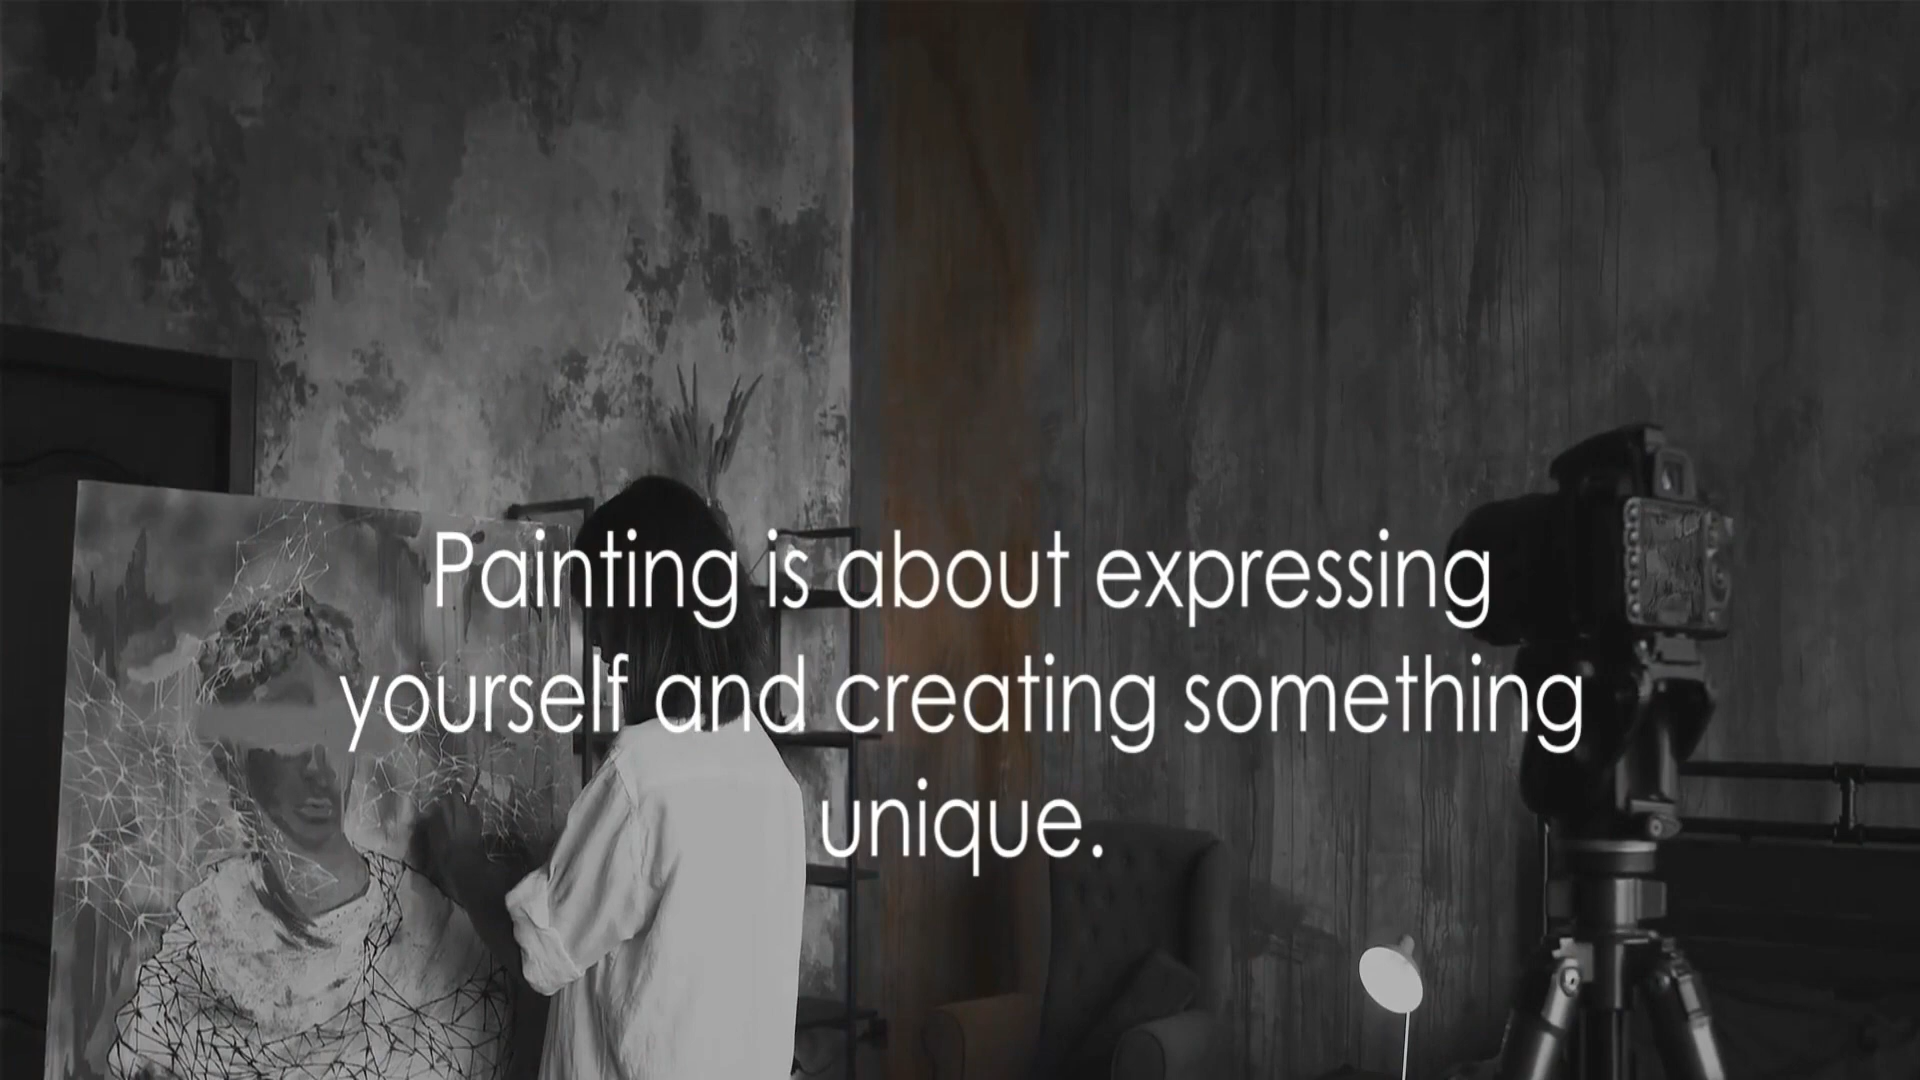 Painting is about expressing
yourself and creating something
unique.